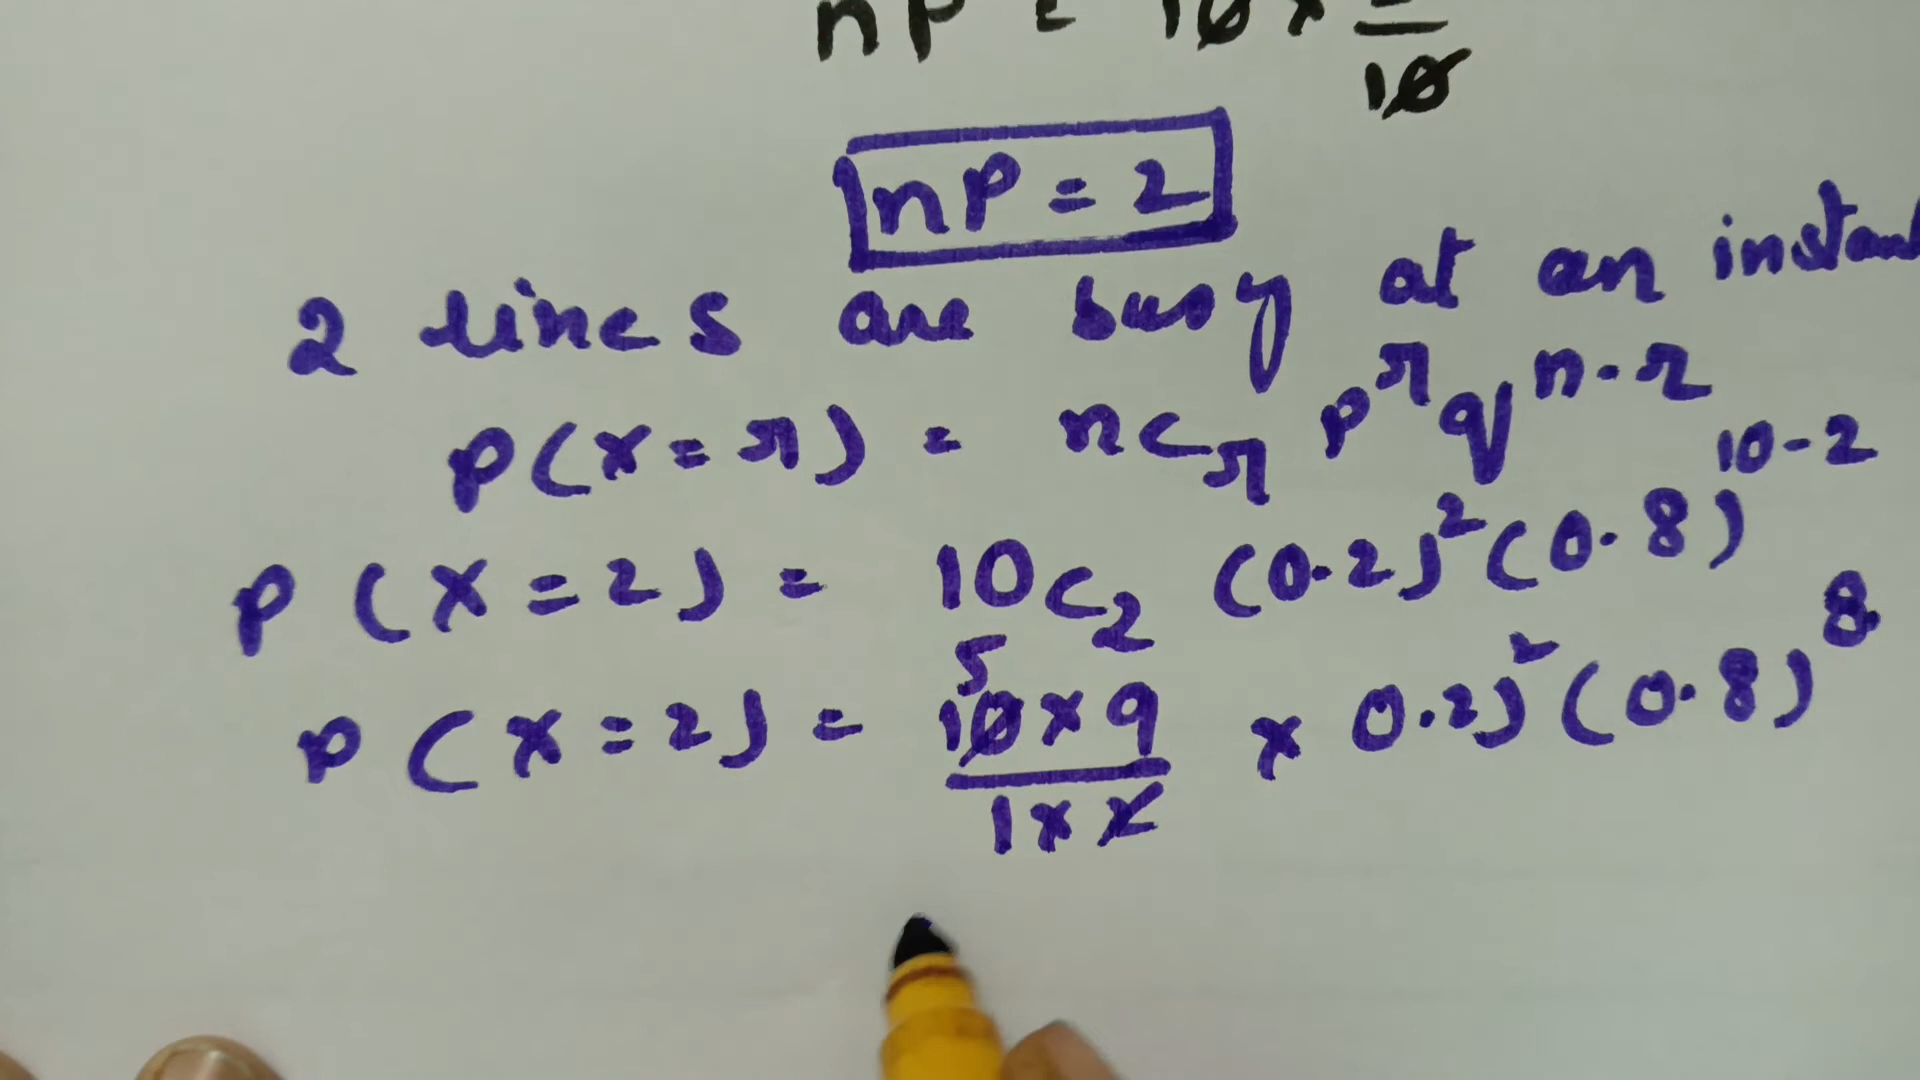 np = 10 × 2/10
np = 2
2 lines are busy at an instant
p(x=r) = ncr p^r q^n-r
p(x=2) = 10c2 (0.2)^2 (0.8)^10-2
p(x=2) = 5 10×9/1×2 × 0.2)^2 (0.8)^8